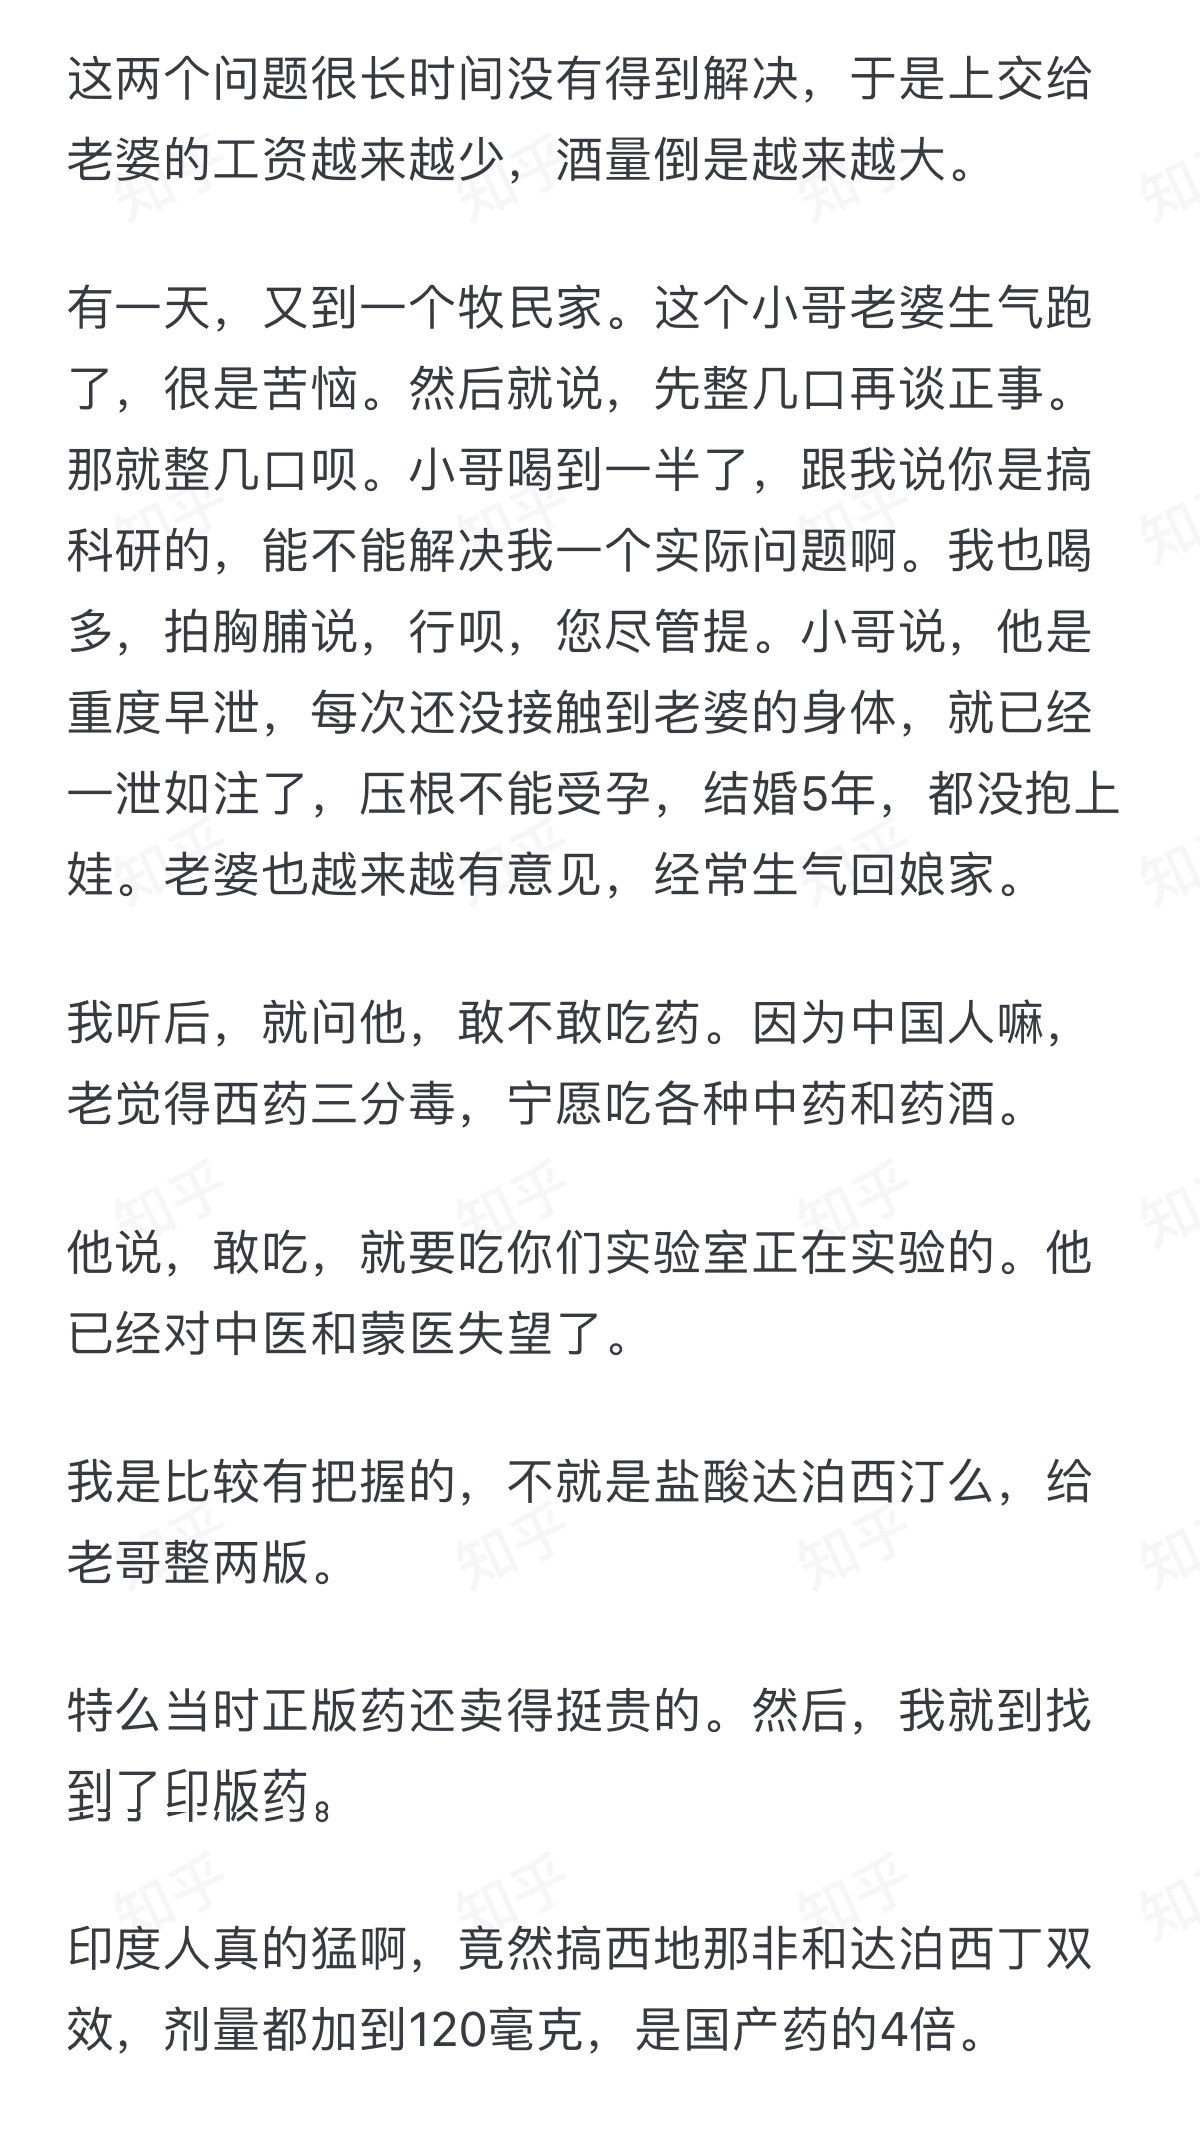 这两个问题很长时间没有得到解决，于是上交给
老婆的工资越来越少，酒量倒是越来越大。
有一天，又到一个牧民家。这个小哥老婆生气跑
了，很是苦恼。然后就说，先整几口再谈正事。
那就整几口呗。小哥喝到一半了，跟我说你是搞
科研的，能不能解决我一个实际问题啊。我也喝
多，拍胸脯说，行呗，您尽管提。小哥说，他是
重度早泄，每次还没接触到老婆的身体，就已经
一泄如注了，压根不能受孕，结婚5年，都没抱上
娃。老婆也越来越有意见，经常生气回娘家。
我听后，就问他，敢不敢吃药。因为中国人嘛，
老觉得西药三分毒，宁愿吃各种中药和药酒。
他说，敢吃，就要吃你们实验室正在实验的。他
已经对中医和蒙医失望了。
我是比较有把握的，不就是盐酸达泊西汀么，给
老哥整两版。
特么当时正版药还卖得挺贵的。然后，我就到找
到了印版药。
印度人真的猛啊，竟然搞西地那非和达泊西丁双
效，剂量都加到120毫克，是国产药的4倍。
知乎